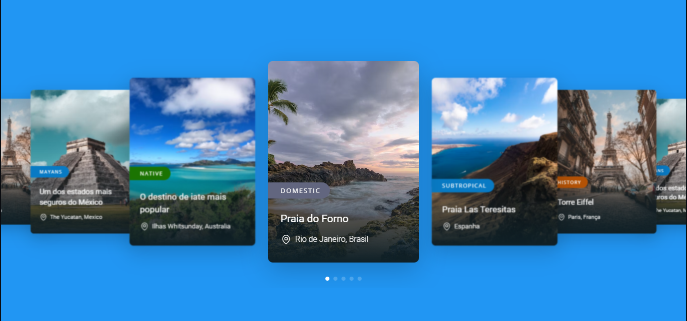 MAYANS
Um dos estados mais
seguros do México
The Yucatan, Mexico
NATIVE
O destino de iate mais
popular
Ilhas Whitsunday, Australia
DOMESTIC
Praia do Forno
Rio de Janeiro, Brasil
SUBTROPICAL
Praia Las Teresitas
Espanha
HISTORY
Torre Eiffel
Paris, França